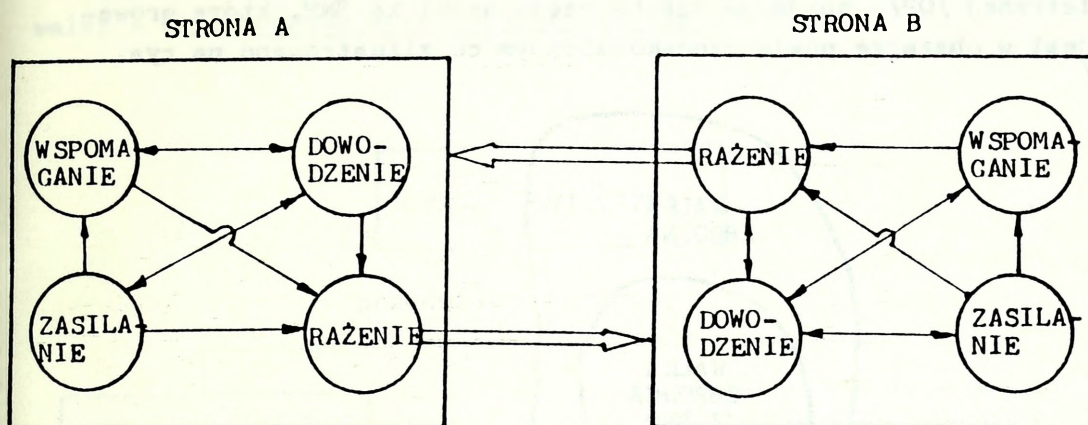 STRONA A
STRONA B
WSPOMA-
GANIE
DOWO-
DZENIE
ZASILA-
NIE
RAŻENIE
RAŻENIE
WSPOMA-
GANIE
DOWO-
DZENIE
ZASILA-
NIE